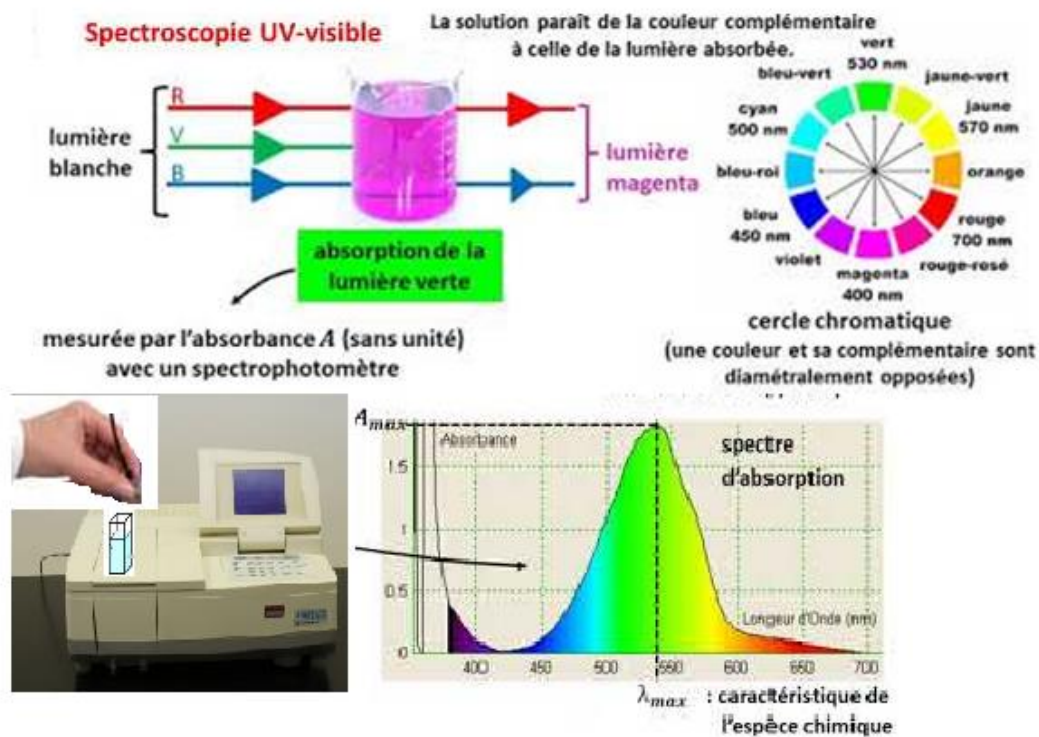 Spectroscopie UV-visible
La solution paraît de la couleur complémentaire
à celle de la lumière absorbée.
R
V
B
lumière
blanche
lumière
magenta
absorption de la
lumière verte
mesurée par l'absorbance A (sans unité)
avec un spectrophotomètre
vert
530 nm
jaune-vert
jaune
570 nm
orange
rouge
700 nm
rouge-rosé
magenta
400 nm
violet
bleu
450 nm
bleu-roi
cyan
500 nm
bleu-vert
cercle chromatique
(une couleur et sa complémentaire sont
diamétralement opposées)
A max
Absorbance
spectre
d'absorption
1.5
1
0.5
0
Longeur d'Onde (nm)
400 450 500 550 600 650 700
λ max : caractéristique de
l'espèce chimique